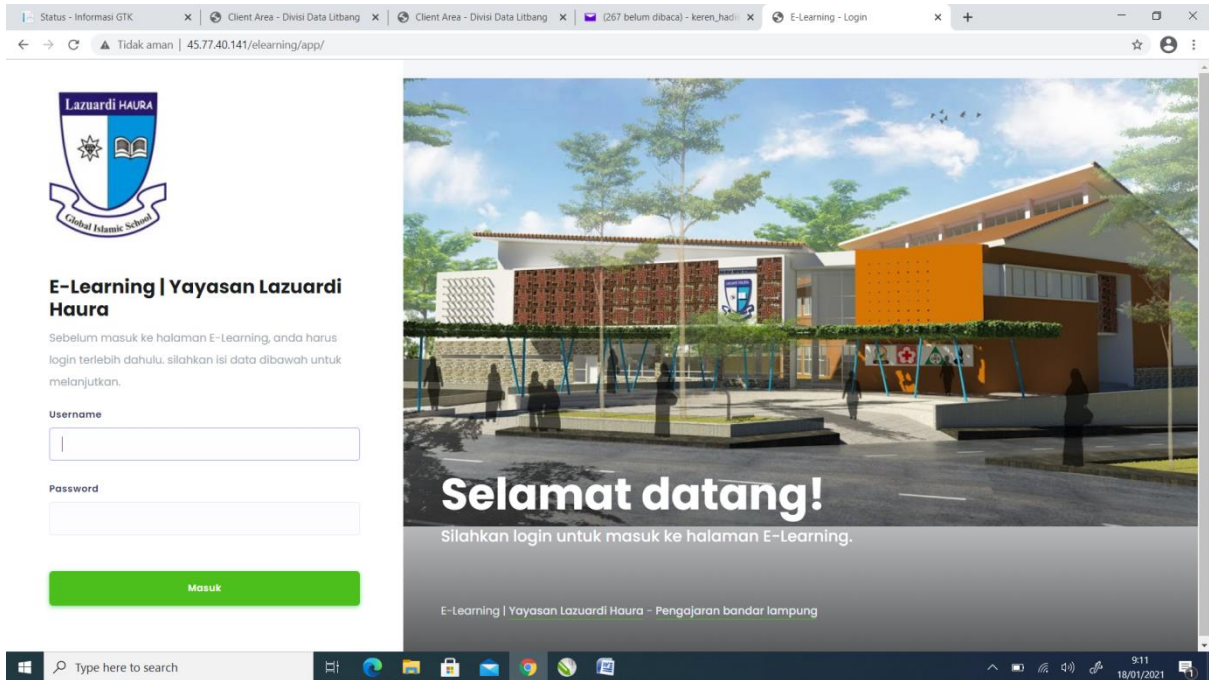 Status - Informasi GTK
Client Area - Divisi Data Litbang
Client Area - Divisi Data Litbang
(267 belum dibaca) - keren_hadi
E-Learning - Login
Tidak aman | 45.77.40.141/elearning/app/
Lazuardi HAURA
Global Islamic School
E-Learning | Yayasan Lazuardi
Haura
Sebelum masuk ke halaman E-Learning, anda harus
login terlebih dahulu. silahkan isi data dibawah untuk
melanjutkan.
Username
Password
Masuk
Selamat datang!
Silahkan login untuk masuk ke halaman E-Learning.
E-Learning | Yayasan Lazuardi Haura - Pengajaran bandar lampung
Type here to search
9:11
18/01/2021
1